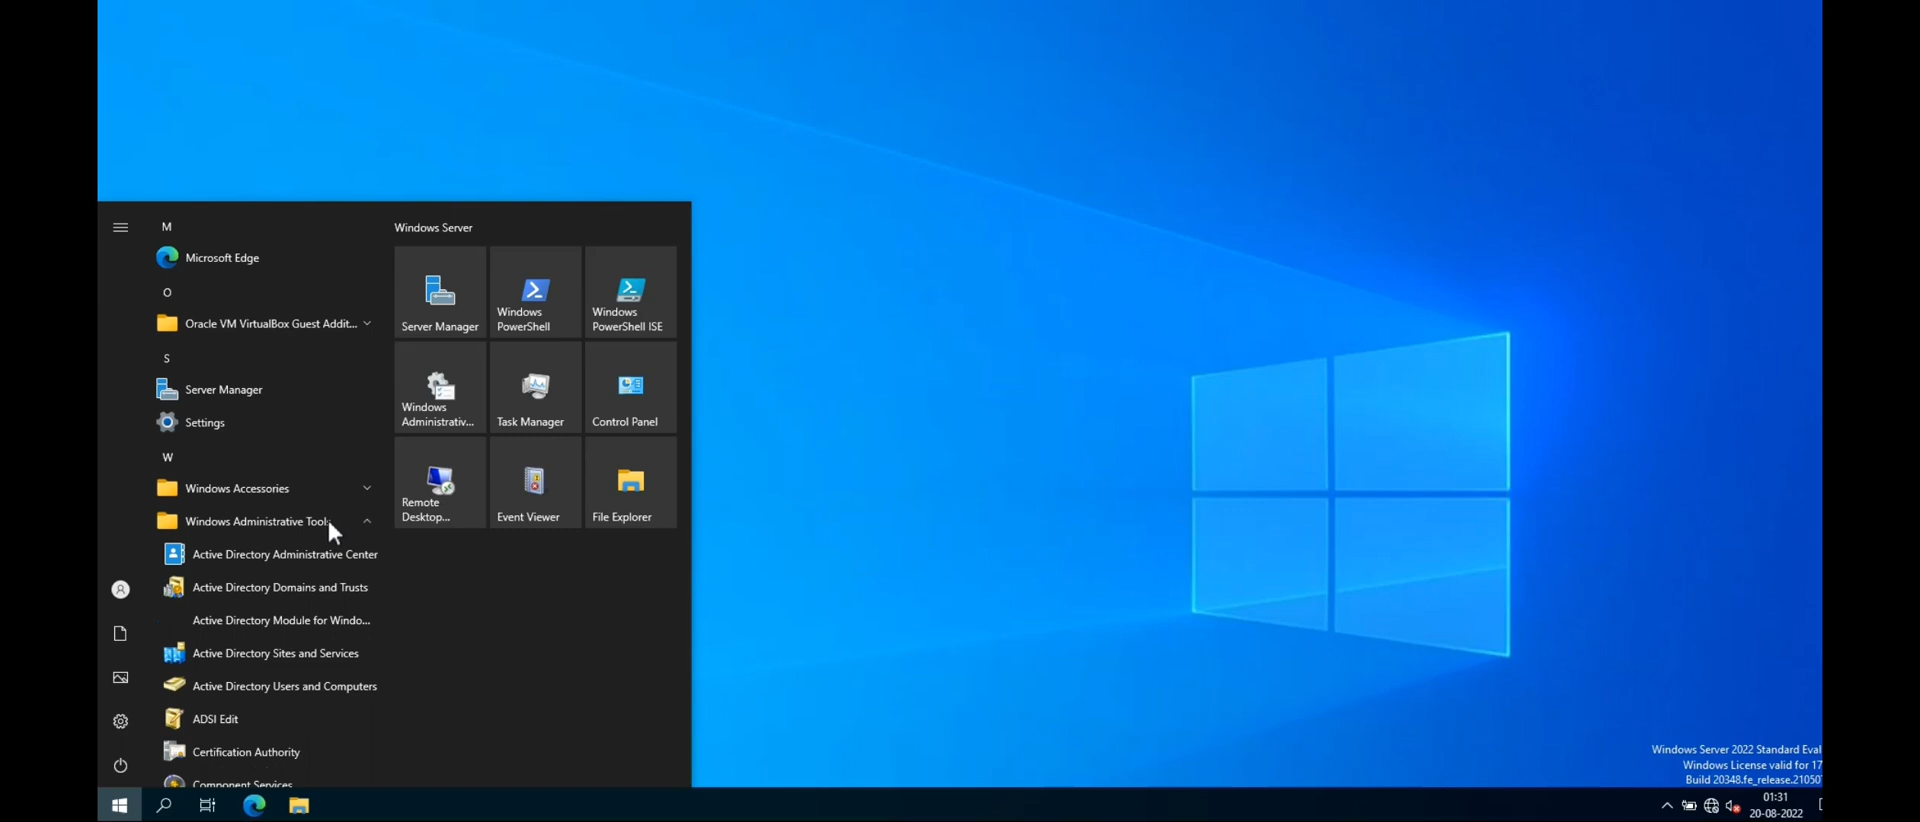 M
Windows Server
Microsoft Edge
O
Oracle VM VirtualBox Guest Addit...
S
Server Manager
Settings
W
Windows Accessories
Windows Administrative Tools
Active Directory Administrative Center
Active Directory Domains and Trusts
Active Directory Module for Windo...
Active Directory Sites and Services
Active Directory Users and Computers
ADSI Edit
Certification Authority
Component Services
Server Manager
Windows
PowerShell
Windows
PowerShell ISE
Windows
Administrativ...
Task Manager
Control Panel
Remote
Desktop...
Event Viewer
File Explorer
Windows Server 2022 Standard Eval
Windows License valid for 17
Build 20348.fe_release.21050
01:31
20-08-2022